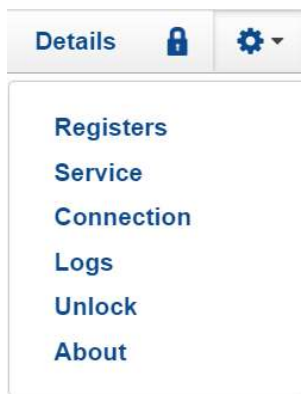 Details
Registers
Service
Connection
Logs
Unlock
About